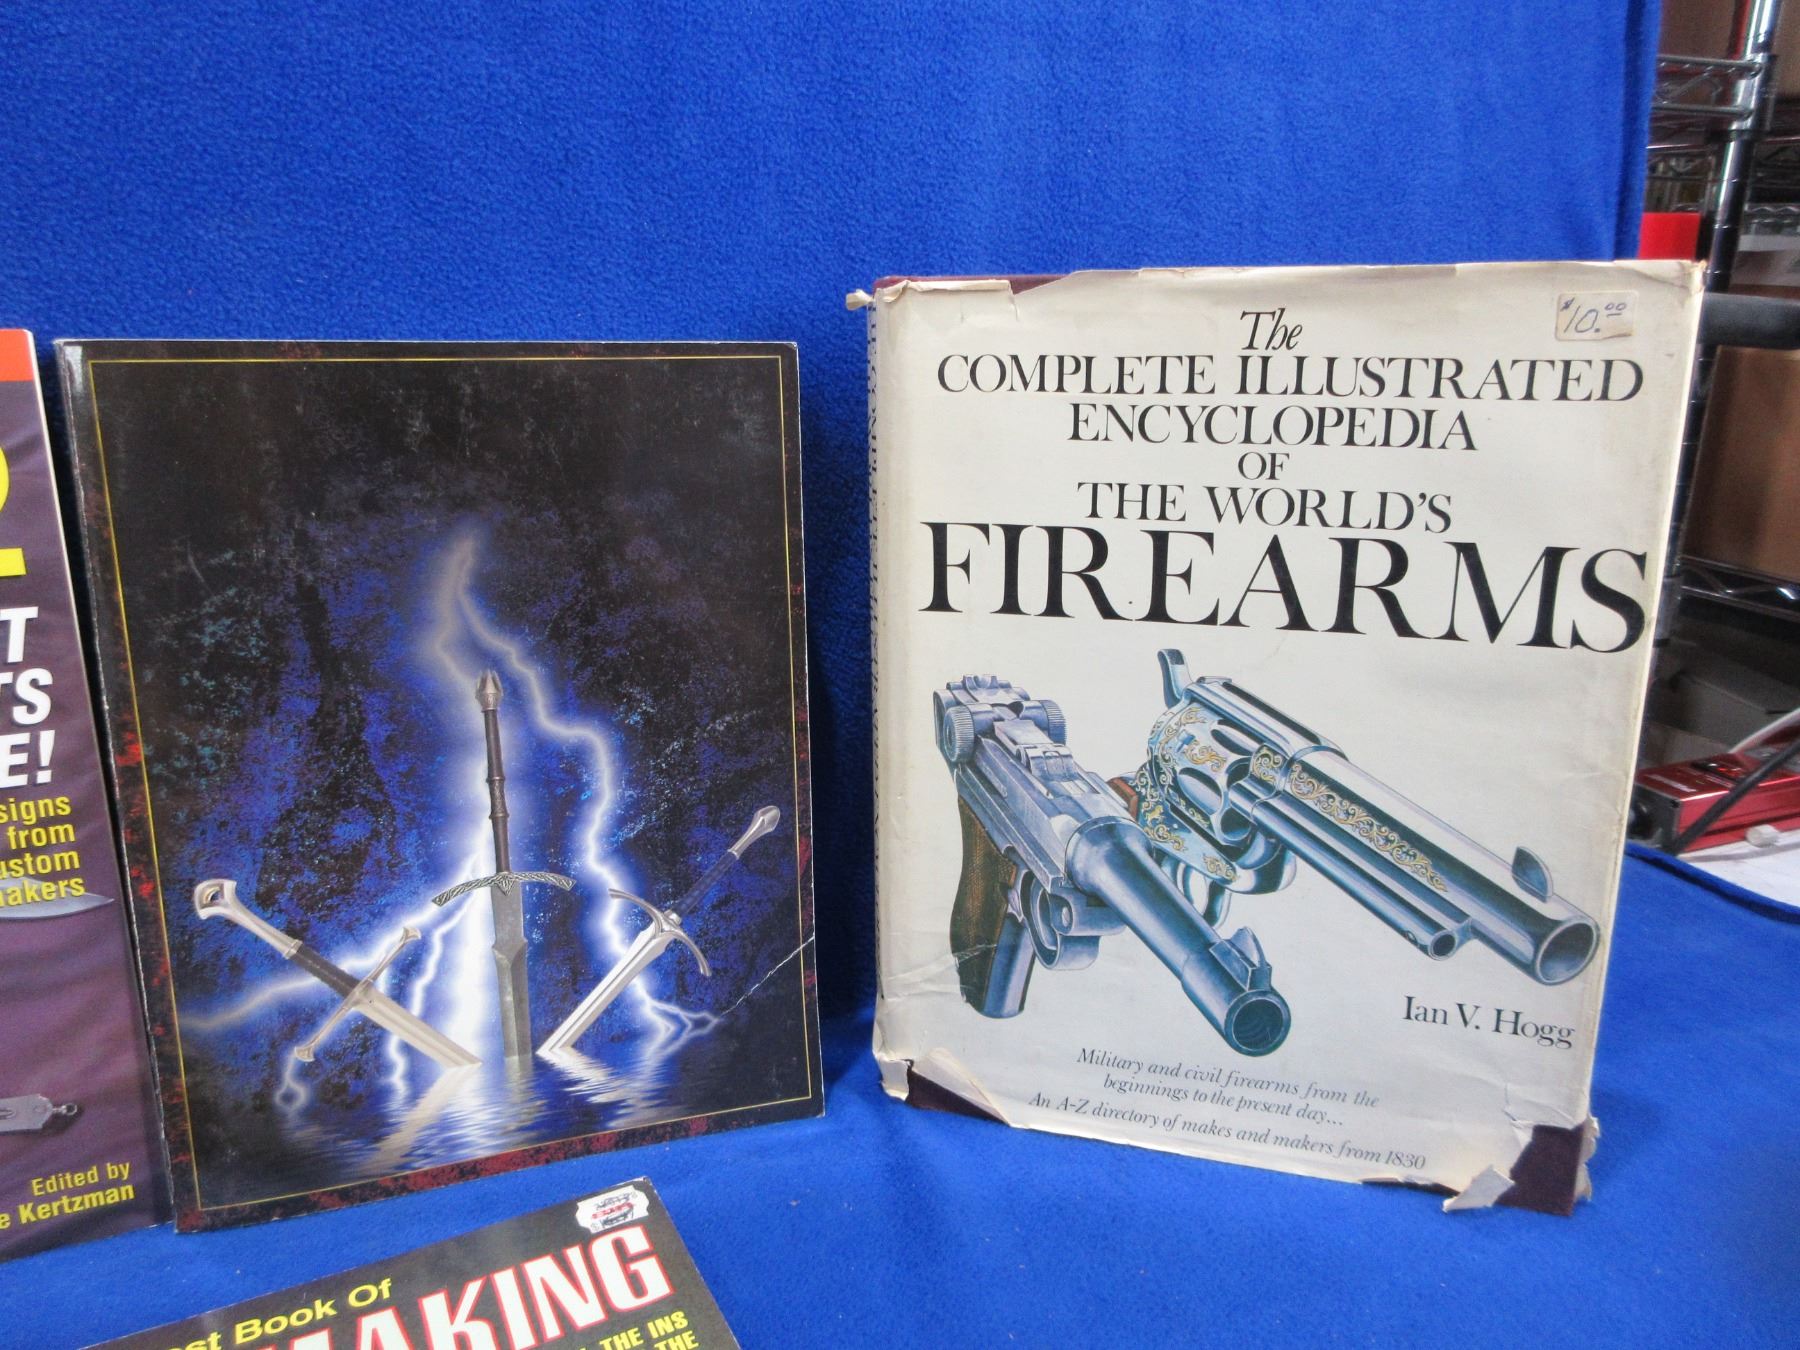 2
T
TS
E!
signs
from
ustom
makers
Edited by
e Kertzman
$10.00
The
COMPLETE ILLUSTRATED
ENCYCLOPEDIA
OF
THE WORLD'S
FIREARMS
Ian V. Hogg
Military and civil firearms from the
beginnings to the present day...
An A-Z directory of makes and makers from 1830
st Book Of
MAKING
THE INS
THE